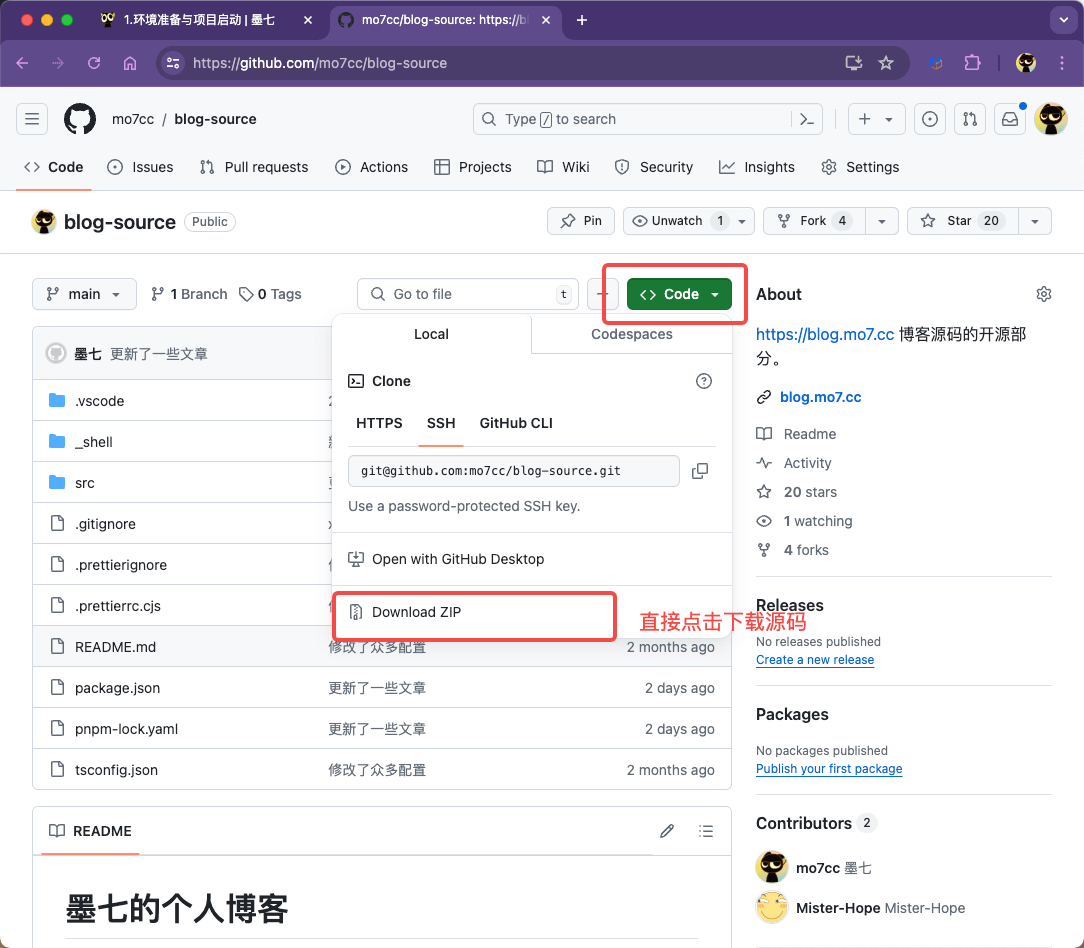 1.环境准备与项目启动 | 墨七
mo7cc/blog-source: https://b
https://github.com/mo7cc/blog-source
mo7cc / blog-source
Type / to search
Code
Issues
Pull requests
Actions
Projects
Wiki
Security
Insights
Settings
blog-source Public
Pin
Unwatch 1
Fork 4
Star 20
main
1 Branch
0 Tags
Go to file t
Code
About
https://blog.mo7.cc 博客源码的开源部
分。
blog.mo7.cc
Readme
Activity
20 stars
1 watching
4 forks
Local
Codespaces
Clone
HTTPS
SSH
GitHub CLI
git@github.com:mo7cc/blog-source.git
Use a password-protected SSH key.
Open with GitHub Desktop
Download ZIP
直接点击下载源码
墨七 更新了一些文章
.vscode
_shell
src
.gitignore
.prettierignore
.prettierrc.cjs
README.md 修改了众多配置 2 months ago
package.json 更新了一些文章 2 days ago
pnpm-lock.yaml 更新了一些文章 2 days ago
tsconfig.json 修改了众多配置 2 months ago
Releases
No releases published
Create a new release
Packages
No packages published
Publish your first package
Contributors 2
mo7cc 墨七
Mister-Hope Mister-Hope
README
墨七的个人博客